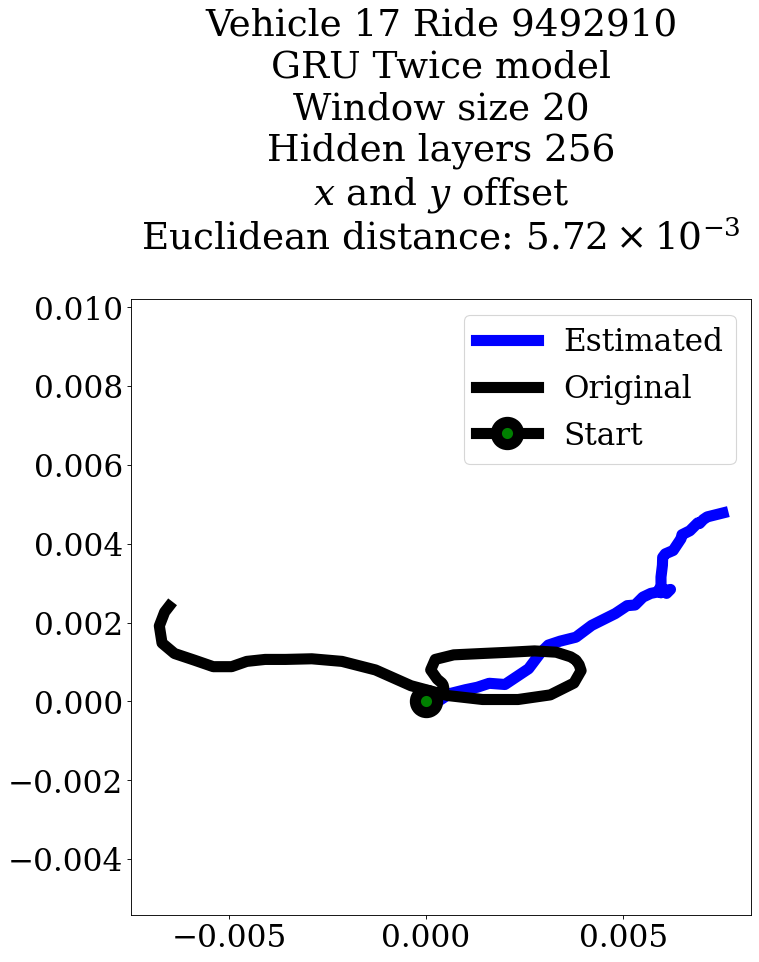 Vehicle 17 Ride 9492910
GRU Twice model
Window size 20
Hidden layers 256
x and y offset
Euclidean distance: 5.72 × 10⁻³
0.010
0.008
0.006
0.004
0.002
0.000
−0.002
−0.004
Estimated
Original
Start
−0.005 0.000 0.005